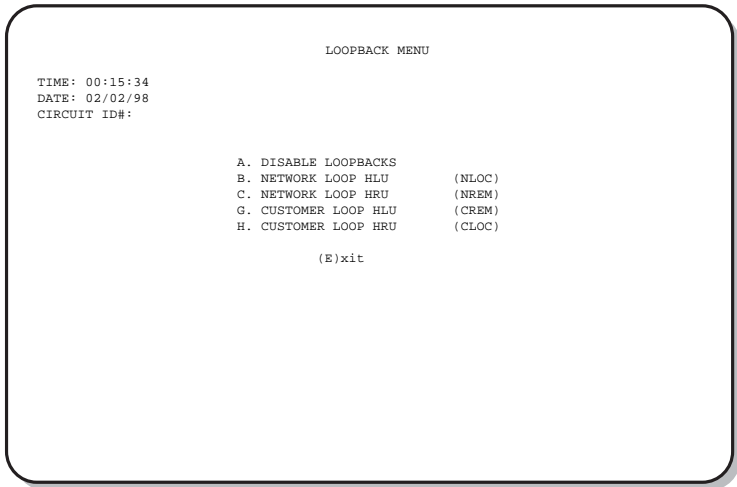 LOOPBACK MENU
TIME: 00:15:34
DATE: 02/02/98
CIRCUIT ID#:
A. DISABLE LOOPBACKS
B. NETWORK LOOP HLU (NLOC)
C. NETWORK LOOP HRU (NREM)
G. CUSTOMER LOOP HLU (CREM)
H. CUSTOMER LOOP HRU (CLOC)
(E)xit